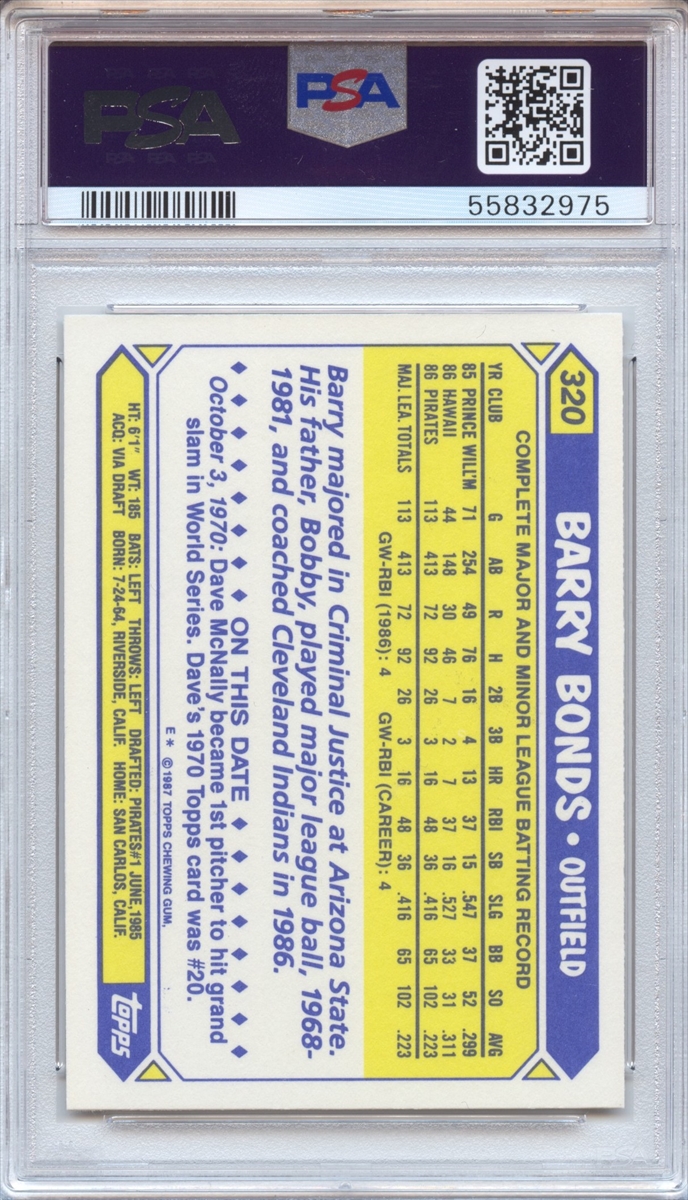 PSA
PSA
55832975
320 BARRY BONDS • OUTFIELD
COMPLETE MAJOR AND MINOR LEAGUE BATTING RECORD
YR CLUB G AB R H 2B 3B HR RBI SB SLG BB SO AVG
85 PRINCE WILL'M 71 254 49 76 16 4 13 37 15 .547 37 52 .299
86 HAWAII 44 148 30 46 7 2 7 37 16 .527 33 31 .311
86 PIRATES 113 413 72 92 26 3 16 48 36 .416 65 102 .223
MAJ. LEA. TOTALS 113 413 72 92 26 3 16 48 36 .416 65 102 .223
GW-RBI (1986): 4 GW-RBI (CAREER): 4
Barry majored in Criminal Justice at Arizona State.
His father, Bobby, played major league ball, 1968-
1981, and coached Cleveland Indians in 1986.
ON THIS DATE
October 3, 1970: Dave McNally became 1st pitcher to hit grand
slam in World Series. Dave's 1970 Topps card was #20.
E * ©1987 TOPPS CHEWING GUM,
HT: 6'1" WT: 185 BATS: LEFT THROWS: LEFT DRAFTED: PIRATES#1 JUNE,1985
ACQ: VIA DRAFT BORN: 7-24-64, RIVERSIDE, CALIF. HOME: SAN CARLOS, CALIF.
topps